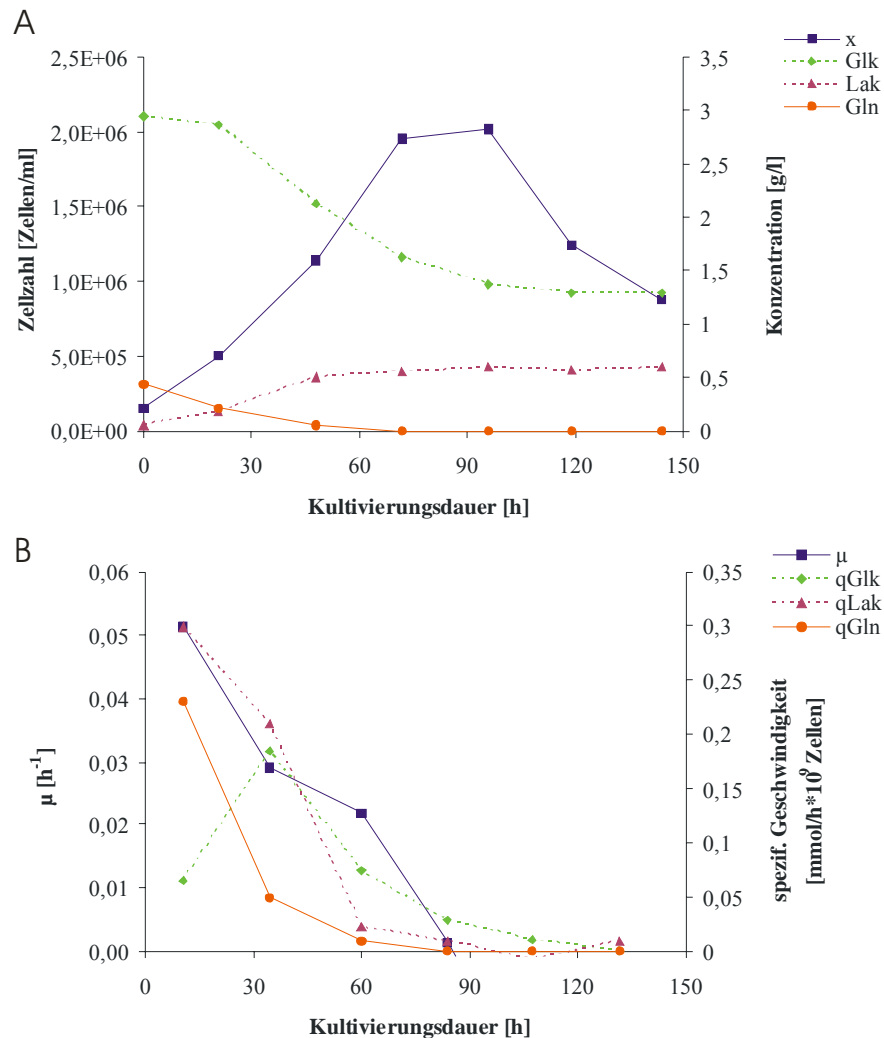 A
x
Glk
Lak
Gln
2,5E+06
2,0E+06
1,5E+06
1,0E+06
5,0E+05
0,0E+00
Zellzahl [Zellen/ml]
3,5
3
2,5
2
1,5
1
0,5
0
Konzentration [g/l]
0
30
60
90
120
150
Kultivierungsdauer [h]
B
µ
qGlk
qLak
qGln
0,06
0,05
0,04
0,03
0,02
0,01
0,00
µ [h-1]
0,35
0,3
0,25
0,2
0,15
0,1
0,05
0
spezif. Geschwindigkeit
[mmol/h*10^9 Zellen]
0
30
60
90
120
150
Kultivierungsdauer [h]